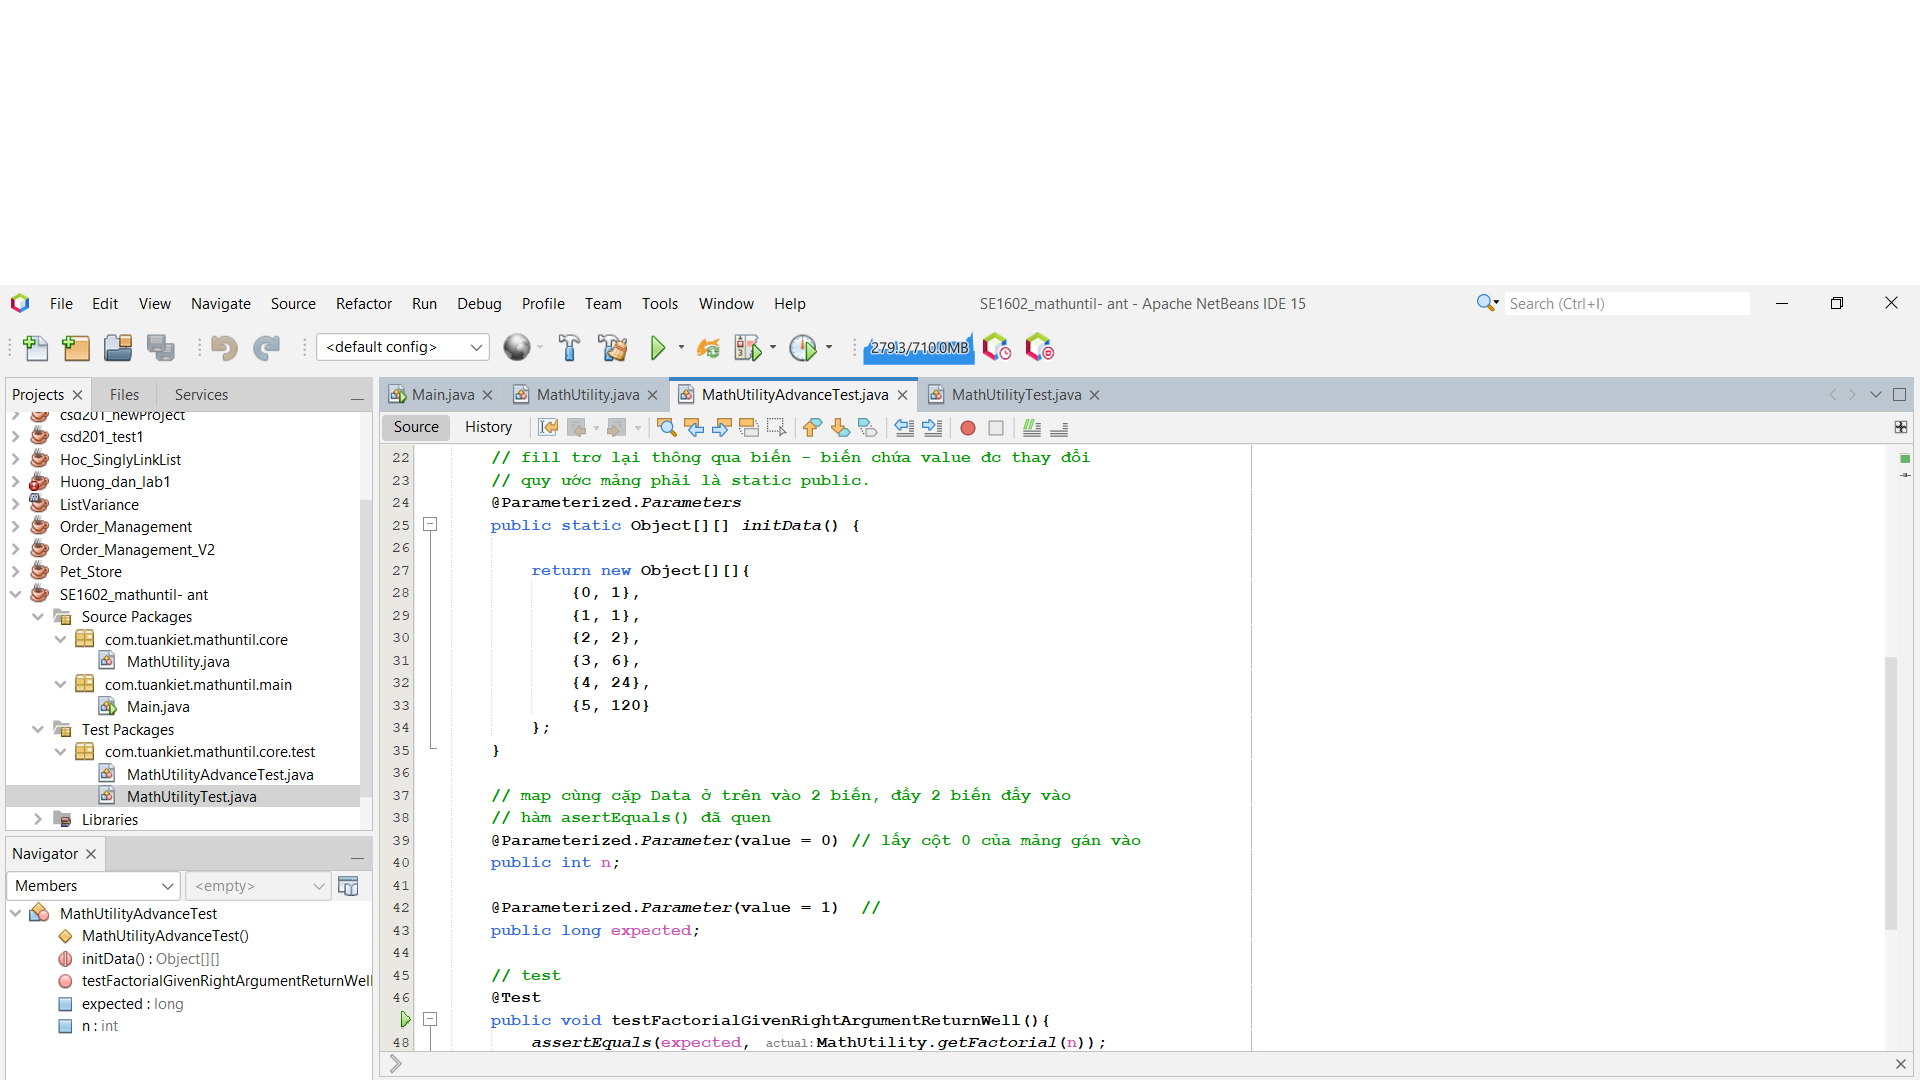 File Edit View Navigate Source Refactor Run Debug Profile Team Tools Window Help SE1602_mathuntil- ant - Apache NetBeans IDE 15 Search (Ctrl+I)
<default config> 279.3/710.0MB
Projects Files Services
csd201_newProject
csd201_test1
Hoc_SinglyLinkList
Huong_dan_lab1
ListVariance
Order_Management
Order_Management_V2
Pet_Store
SE1602_mathuntil- ant
Source Packages
com.tuankiet.mathuntil.core
MathUtility.java
com.tuankiet.mathuntil.main
Main.java
Test Packages
com.tuankiet.mathuntil.core.test
MathUtilityAdvanceTest.java
MathUtilityTest.java
Libraries
Navigator
Members <empty>
MathUtilityAdvanceTest
MathUtilityAdvanceTest()
initData() : Object[][]
testFactorialGivenRightArgumentReturnWell
expected : long
n : int
Main.java MathUtility.java MathUtilityAdvanceTest.java MathUtilityTest.java
Source History
22 // fill trơ lại thông qua biến - biến chứa value đc thay đổi
23 // quy ước mảng phải là static public.
24 @Parameterized.Parameters
25 public static Object[][] initData() {
26
27 return new Object[][]{
28 {0, 1},
29 {1, 1},
30 {2, 2},
31 {3, 6},
32 {4, 24},
33 {5, 120}
34 };
35 }
36
37 // map cùng cặp Data ở trên vào 2 biến, đầy 2 biến đẩy vào
38 // hàm asertEquals() đã quen
39 @Parameterized.Parameter(value = 0) // lấy cột 0 của mảng gán vào
40 public int n;
41
42 @Parameterized.Parameter(value = 1) //
43 public long expected;
44
45 // test
46 @Test
public void testFactorialGivenRightArgumentReturnWell(){
48 assertEquals(expected, actual:MathUtility.getFactorial(n));